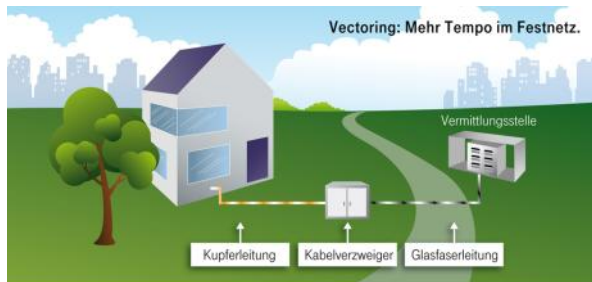 Vectoring: Mehr Tempo im Festnetz.
Vermittlungsstelle
Kupferleitung
Kabelverzweiger
Glasfaserleitung